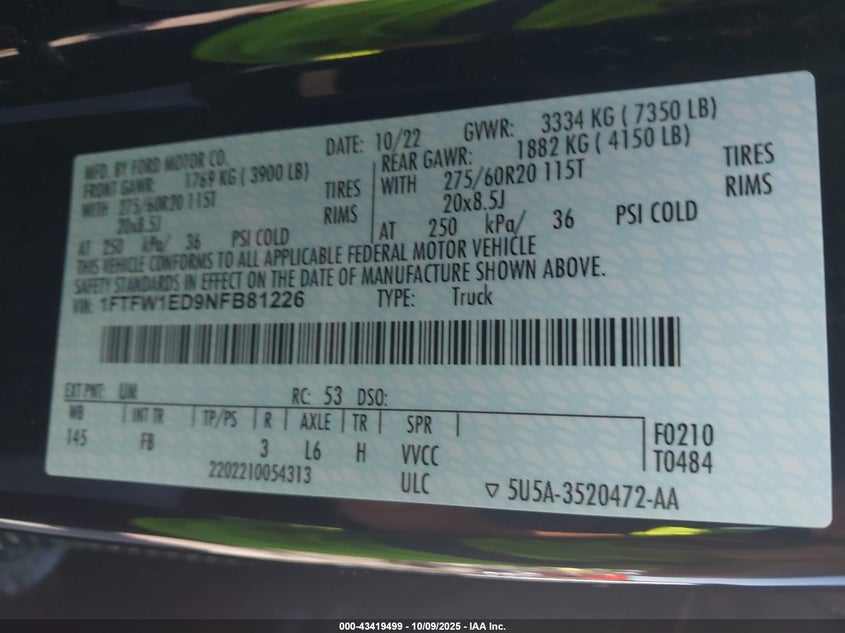 MFD. BY FORD MOTOR CO. DATE: 10/22 GVWR: 3334 KG ( 7350 LB)
FRONT GAWR: 1769 KG ( 3900 LB) REAR GAWR: 1882 KG ( 4150 LB)
WITH 275/60R20 115T TIRES WITH 275/60R20 115T TIRES
20x8.5J RIMS 20x8.5J RIMS
AT 250 kPa/ 36 PSI COLD AT 250 kPa/ 36 PSI COLD
THIS VEHICLE CONFORMS TO ALL APPLICABLE FEDERAL MOTOR VEHICLE
SAFETY STANDARDS IN EFFECT ON THE DATE OF MANUFACTURE SHOWN ABOVE.
VIN: 1FTFW1ED9NFB81226 TYPE: Truck
EXT PNT: UM RC: 53 DSO:
WB INT TR TP/PS R AXLE TR SPR
145 FB 3 L6 H VVCC
F0210
T0484
2202210054313 ULC ▽ 5U5A-3520472-AA
000-43419499 - 10/09/2025 - IAA Inc.